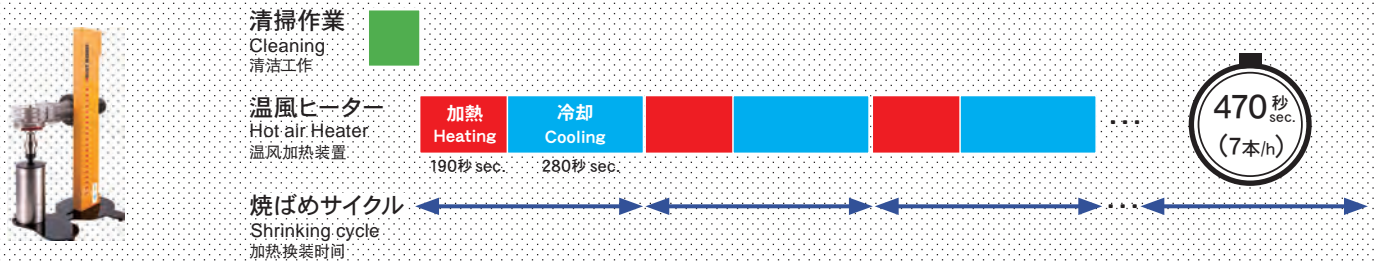 清掃作業
Cleaning
清洁工作
温風ヒーター
Hot air Heater
温风加热装置
加熱
Heating
冷却
Cooling
190秒 sec.
280秒 sec.
...
470秒 sec.
(7本/h)
焼ばめサイクル
Shrinking cycle
加热换装时间
...